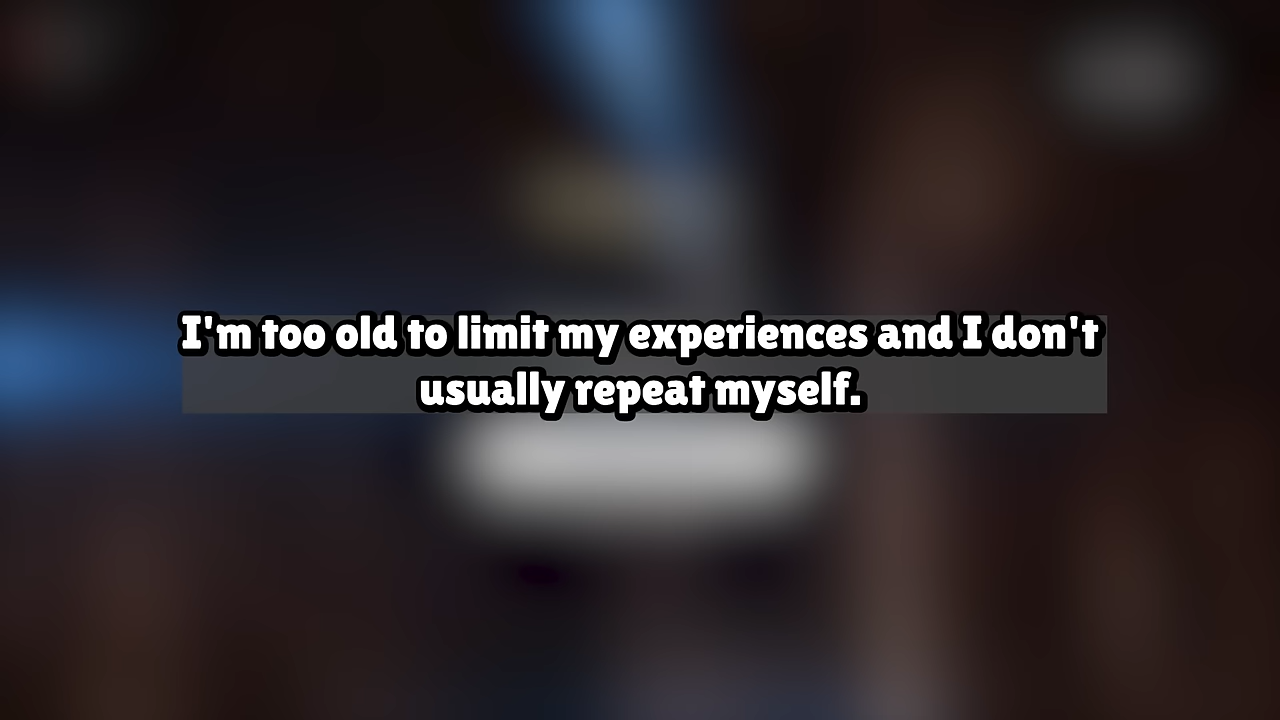 I'm too old to limit my experiences and I don't
usually repeat myself.